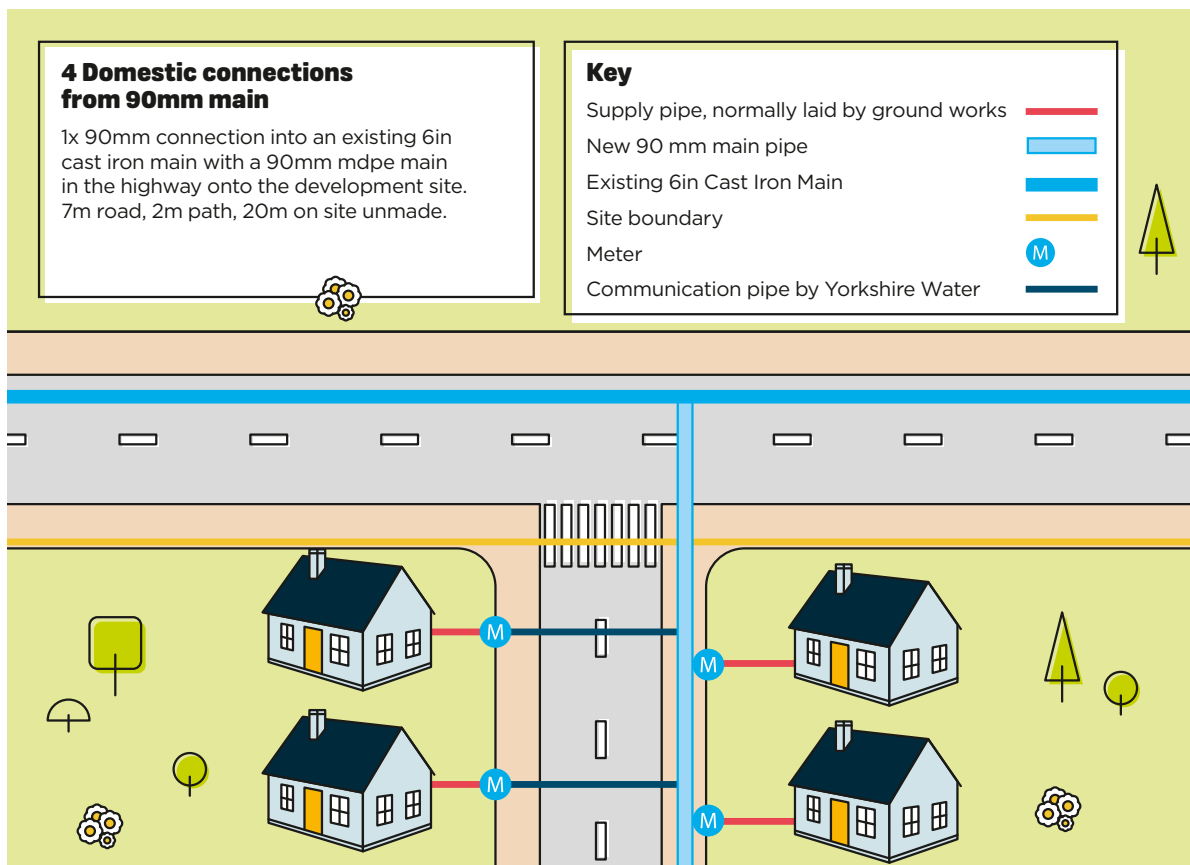 4 Domestic connections
from 90mm main
1x 90mm connection into an existing 6in
cast iron main with a 90mm mdpe main
in the highway onto the development site.
7m road, 2m path, 20m on site unmade.
Key
Supply pipe, normally laid by ground works
New 90 mm main pipe
Existing 6in Cast Iron Main
Site boundary
Meter
M
Communication pipe by Yorkshire Water
M
M
M
M